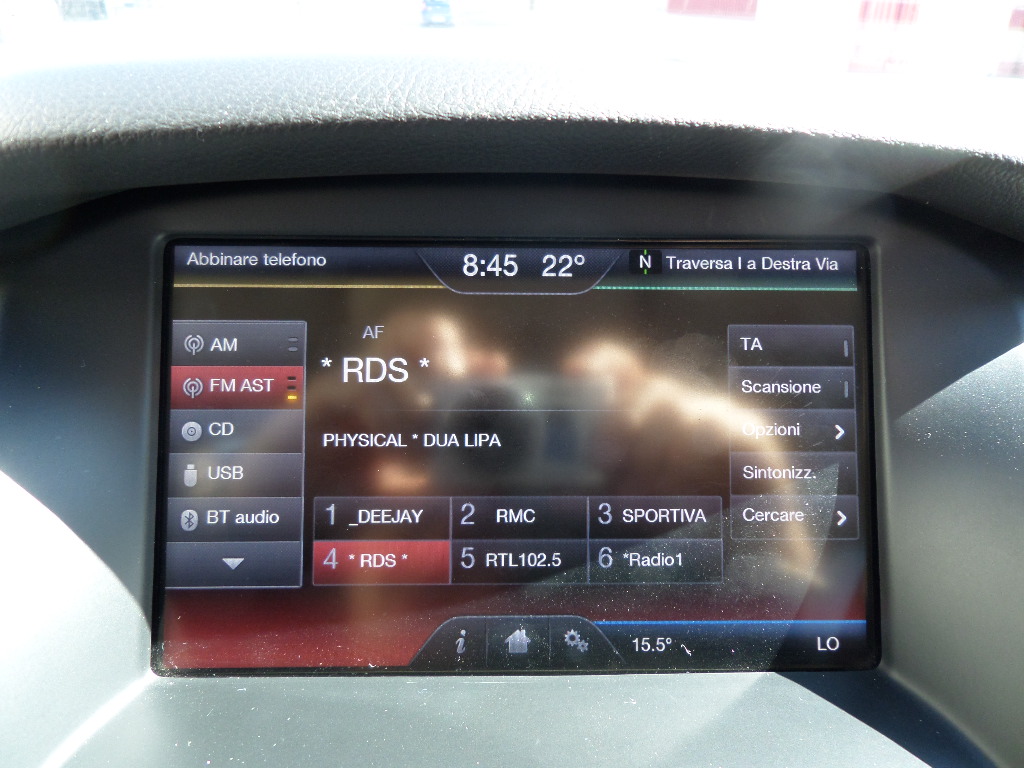 Abbinare telefono
8:45 22°
N Traversa I a Destra Via
AM
FM AST
CD
USB
BT audio
AF
* RDS *
PHYSICAL * DUA LIPA
1 _DEEJAY
2 RMC
3 SPORTIVA
4 * RDS *
5 RTL102.5
6 *Radio1
TA
Scansione
Opzioni
Sintonizz.
Cercare
i
15.5°
LO